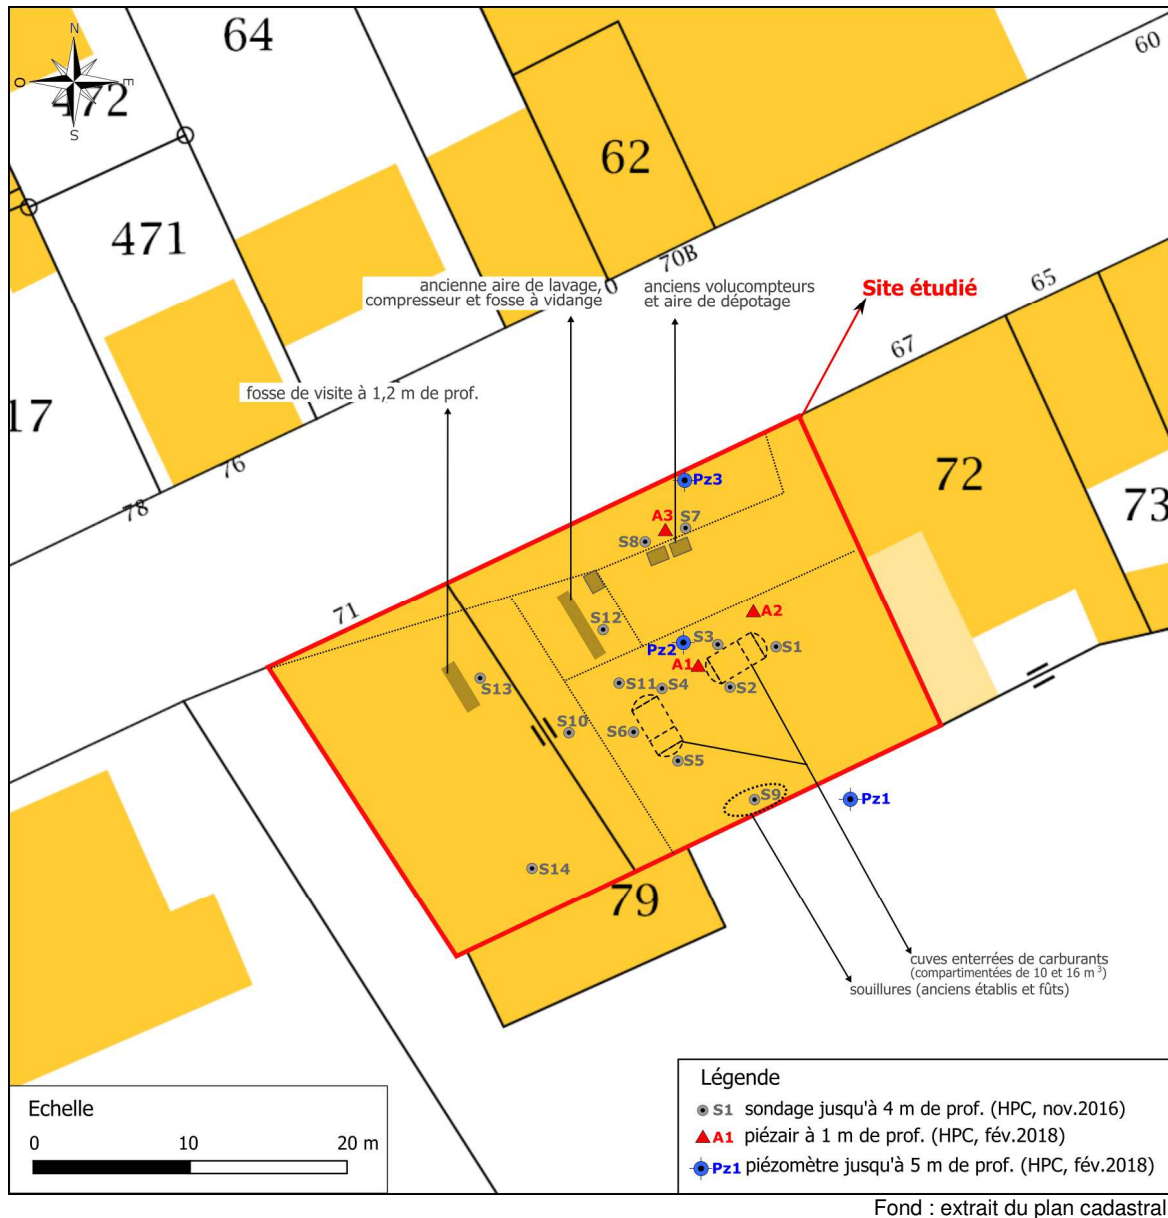 64
N
O
E
S
472
60
62
471
70B
ancienne aire de lavage,
compresseur et fosse à vidange
0
anciens volucompteurs
et aire de dépotage
Site étudié
65
67
fosse de visite à 1,2 m de prof.
17
76
78
72
73
Pz3
A3
S7
S8
71
S12
A2
Pz2
S3
S1
A1
S13
S11
S4
S2
S10
S6
S5
S9
Pz1
S14
79
cuves enterrées de carburants
(compartimentées de 10 et 16 m³)
souillures (anciens établis et fûts)
Echelle
0 10 20 m
Légende
S1 sondage jusqu'à 4 m de prof. (HPC, nov.2016)
A1 piézair à 1 m de prof. (HPC, fév.2018)
Pz1 piézomètre jusqu'à 5 m de prof. (HPC, fév.2018)
Fond : extrait du plan cadastral